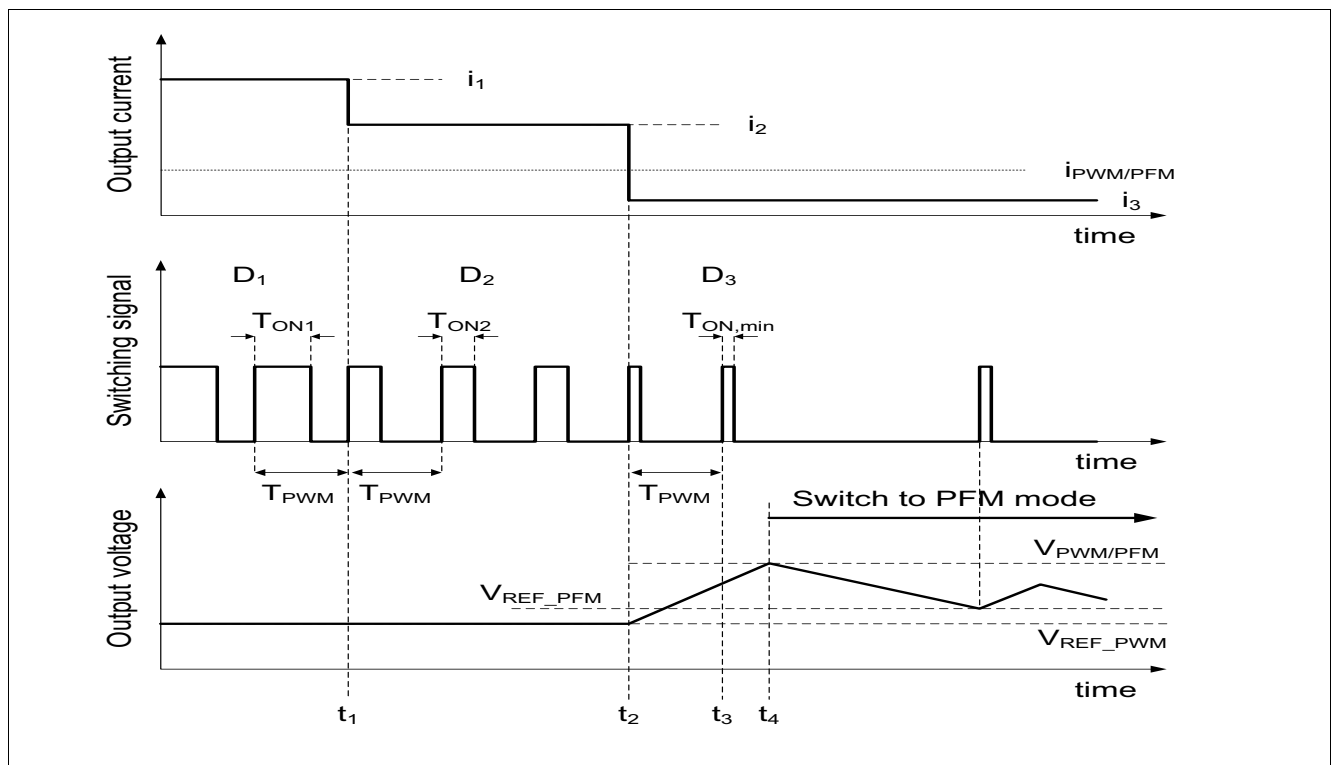 Output current
i1
i2
iPWM/PFM
i3
time
Switching signal
D1
D2
D3
TON1
TON2
TON,min
time
TPWM
TPWM
TPWM
Output voltage
Switch to PFM mode
VPWM/PFM
VREF_PFM
VREF_PWM
time
t1
t2
t3
t4